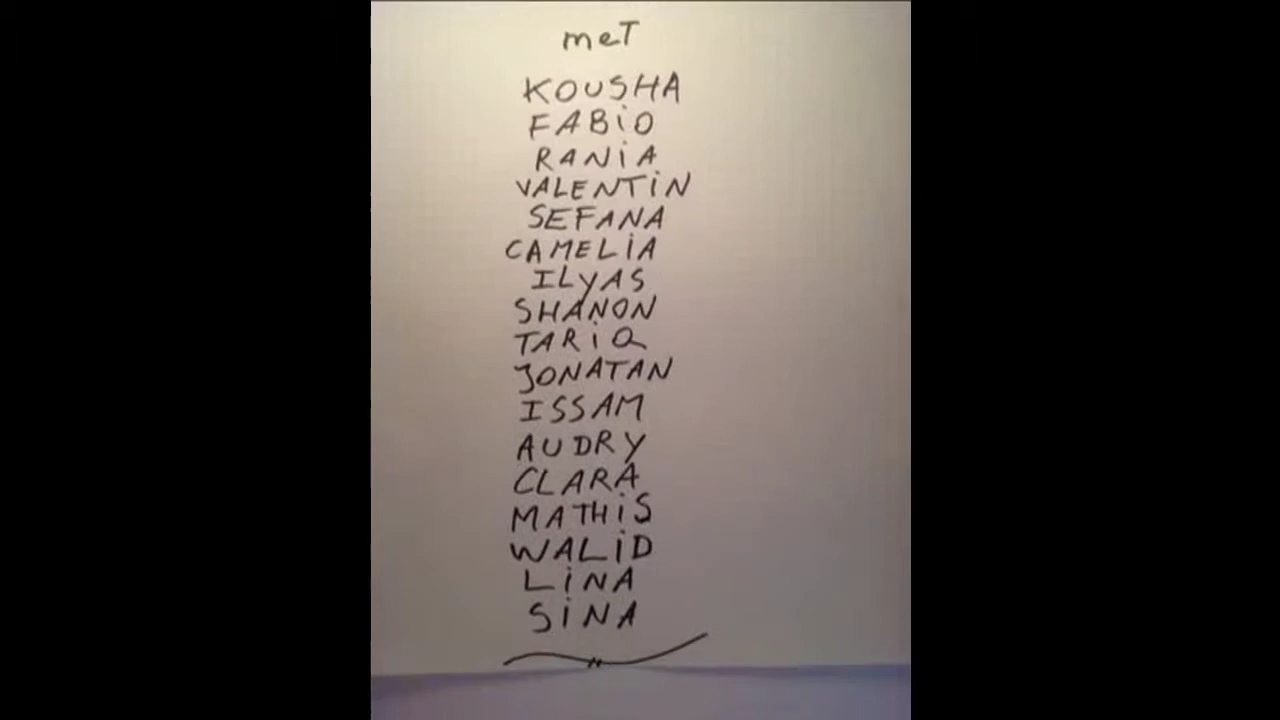 meT
KOUSHA
FABiO
RANiA
VALENTiN
SEFANA
CAMELiA
ILYAS
SHANON
TARiQ
JONATAN
ISSAM
AUDRY
CLARA
MATHiS
WALiD
LiNA
SiNA